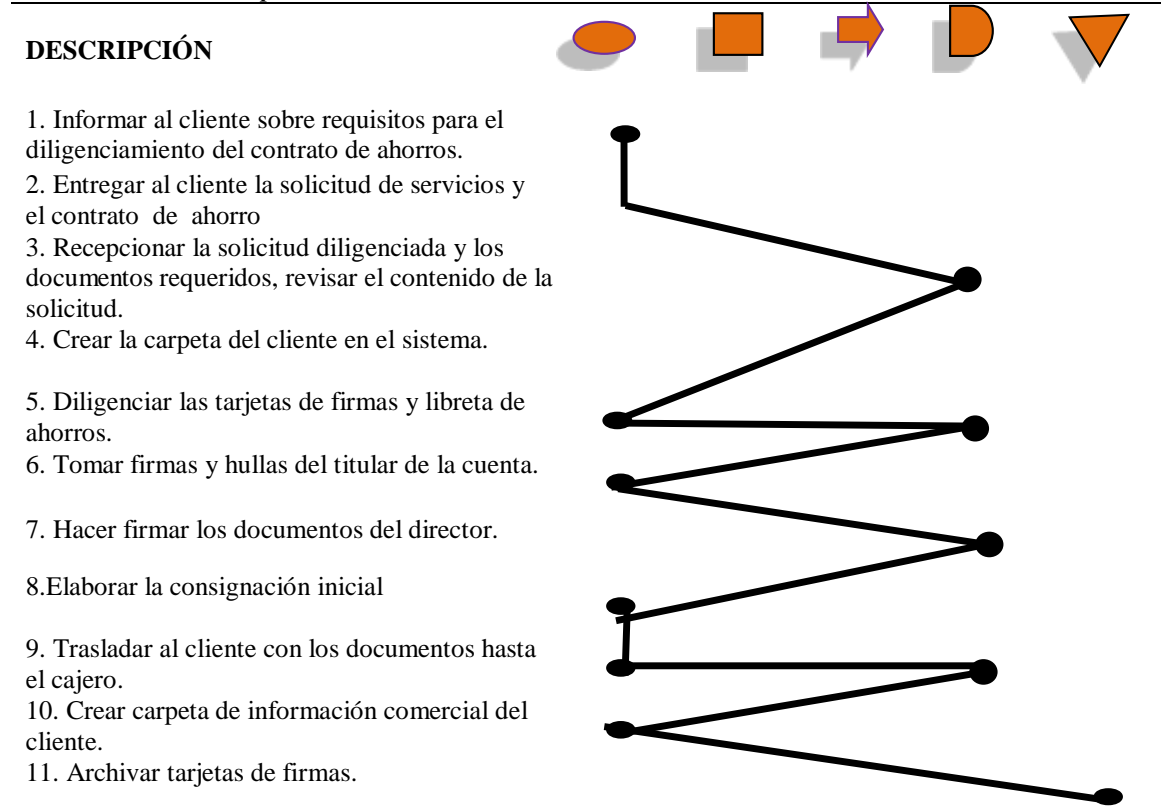 DESCRIPCIÓN
1. Informar al cliente sobre requisitos para el
diligenciamiento del contrato de ahorros.
2. Entregar al cliente la solicitud de servicios y
el contrato de ahorro
3. Recepcionar la solicitud diligenciada y los
documentos requeridos, revisar el contenido de la
solicitud.
4. Crear la carpeta del cliente en el sistema.
5. Diligenciar las tarjetas de firmas y libreta de
ahorros.
6. Tomar firmas y hullas del titular de la cuenta.
7. Hacer firmar los documentos del director.
8.Elaborar la consignación inicial
9. Trasladar al cliente con los documentos hasta
el cajero.
10. Crear carpeta de información comercial del
cliente.
11. Archivar tarjetas de firmas.